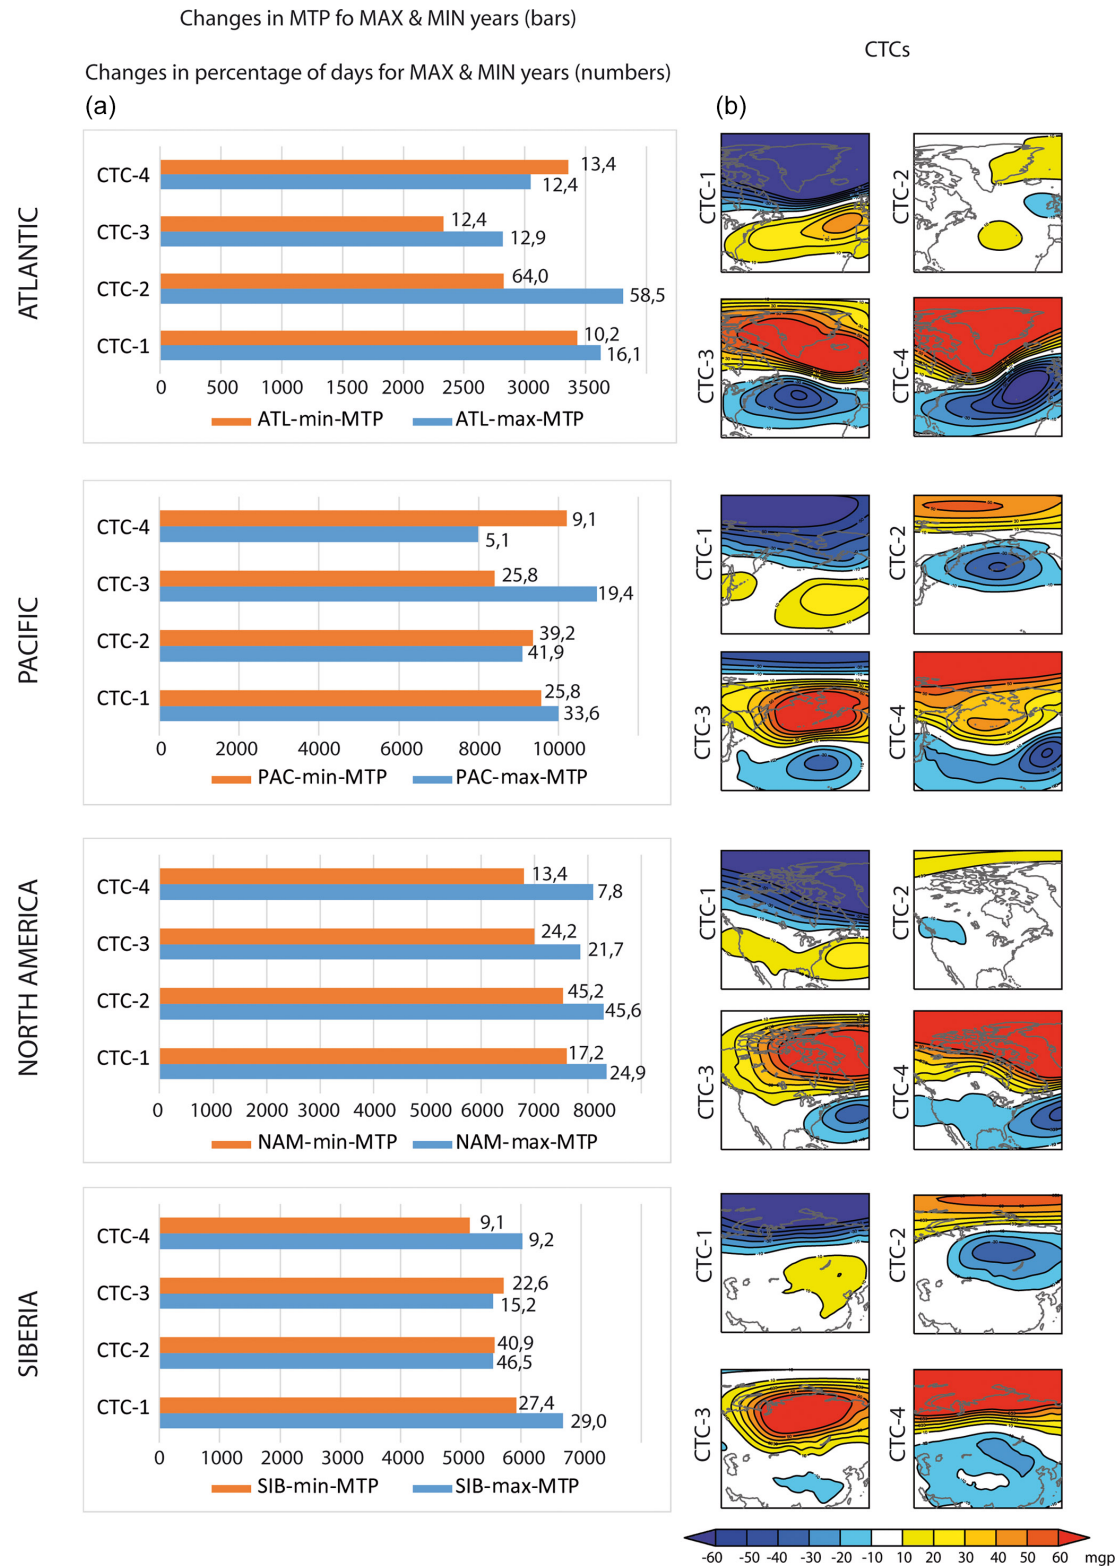 Changes in MTP fo MAX & MIN years (bars)
Changes in percentage of days for MAX & MIN years (numbers)
CTCs
(a)
(b)
ATLANTIC
CTC-4
13,4
12,4
CTC-3
12,4
12,9
CTC-2
64,0
58,5
CTC-1
10,2
16,1
0 500 1000 1500 2000 2500 3000 3500
ATL-min-MTP ATL-max-MTP
CTC-1
CTC-2
CTC-3
CTC-4
PACIFIC
CTC-4
9,1
5,1
CTC-3
25,8
19,4
CTC-2
39,2
41,9
CTC-1
25,8
33,6
0 2000 4000 6000 8000 10000
PAC-min-MTP PAC-max-MTP
CTC-1
CTC-2
CTC-3
CTC-4
NORTH AMERICA
CTC-4
13,4
7,8
CTC-3
24,2
21,7
CTC-2
45,2
45,6
CTC-1
17,2
24,9
0 1000 2000 3000 4000 5000 6000 7000 8000
NAM-min-MTP NAM-max-MTP
CTC-1
CTC-2
CTC-3
CTC-4
SIBERIA
CTC-4
9,1
9,2
CTC-3
22,6
15,2
CTC-2
40,9
46,5
CTC-1
27,4
29,0
0 1000 2000 3000 4000 5000 6000 7000
SIB-min-MTP SIB-max-MTP
CTC-1
CTC-2
CTC-3
CTC-4
-60 -50 -40 -30 -20 -10 10 20 30 40 50 60 mgp